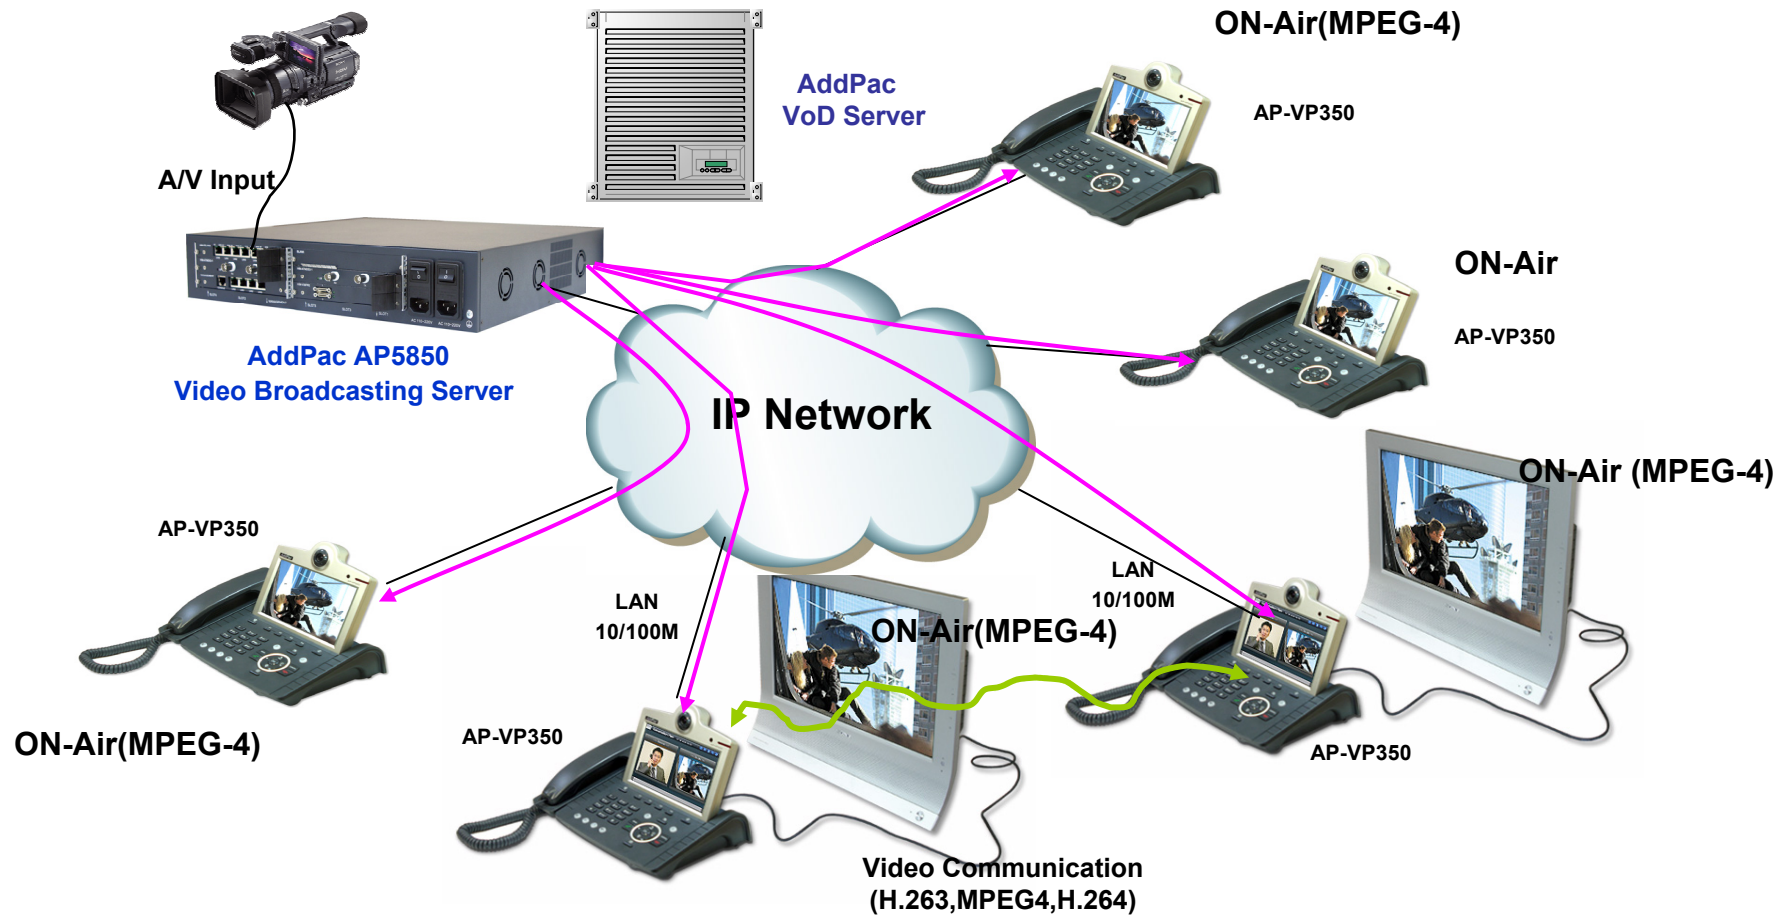 ON-Air(MPEG-4)
AddPac
VoD Server
AP-VP350
A/V Input
ON-Air
AP-VP350
AddPac AP5850
Video Broadcasting Server
IP Network
ON-Air (MPEG-4)
AP-VP350
LAN
10/100M
LAN
10/100M
ON-Air(MPEG-4)
ON-Air(MPEG-4)
AP-VP350
AP-VP350
Video Communication
(H.263,MPEG4,H.264)